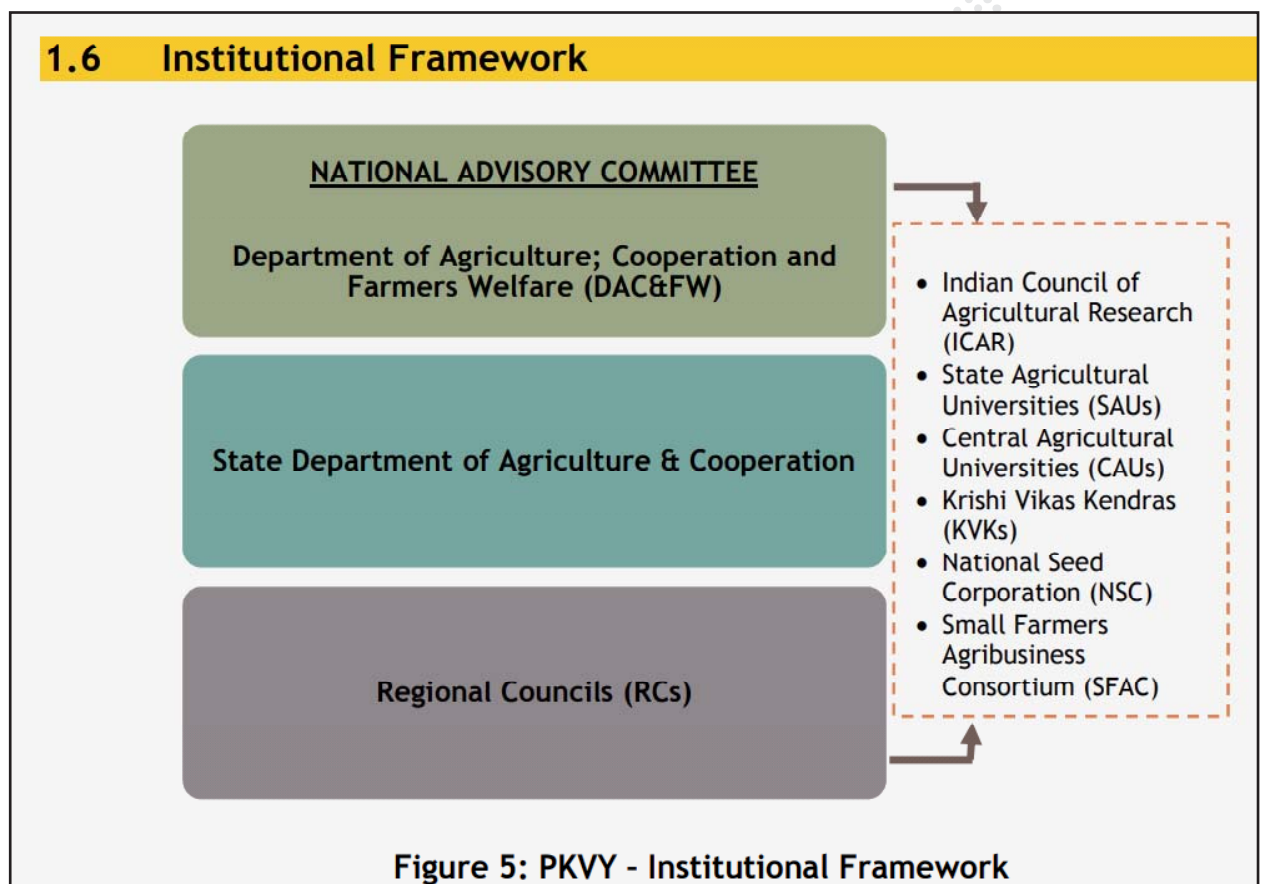 1.6 Institutional Framework
NATIONAL ADVISORY COMMITTEE
Department of Agriculture; Cooperation and
Farmers Welfare (DAC&FW)
State Department of Agriculture & Cooperation
Regional Councils (RCs)
• Indian Council of
Agricultural Research
(ICAR)
• State Agricultural
Universities (SAUs)
• Central Agricultural
Universities (CAUs)
• Krishi Vikas Kendras
(KVKs)
• National Seed
Corporation (NSC)
• Small Farmers
Agribusiness
Consortium (SFAC)
Figure 5: PKVY - Institutional Framework